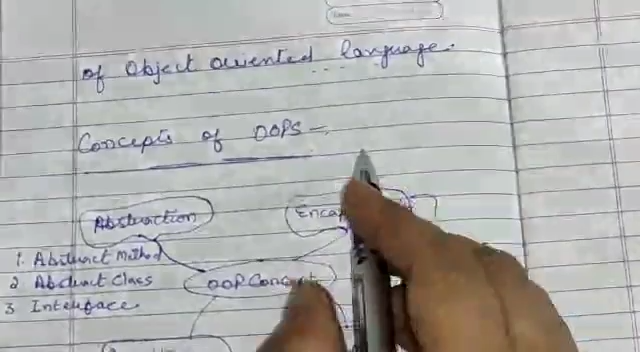 of Object oriented language.
Concepts of OOPS -
Abstraction
1. Abstract Method
2 Abstract Class
OOP Concept
3 Interface